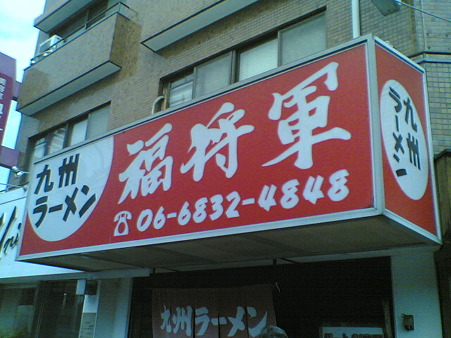 九州
ラーメン
福将軍
☎06-6832-4848
九州
ラーメン
九州ラーメン